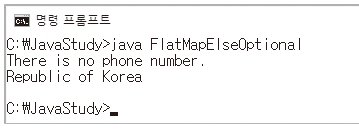 명령 프롬프트
C:\JavaStudy>java FlatMapElseOptional
There is no phone number.
Republic of Korea
C:\JavaStudy>_